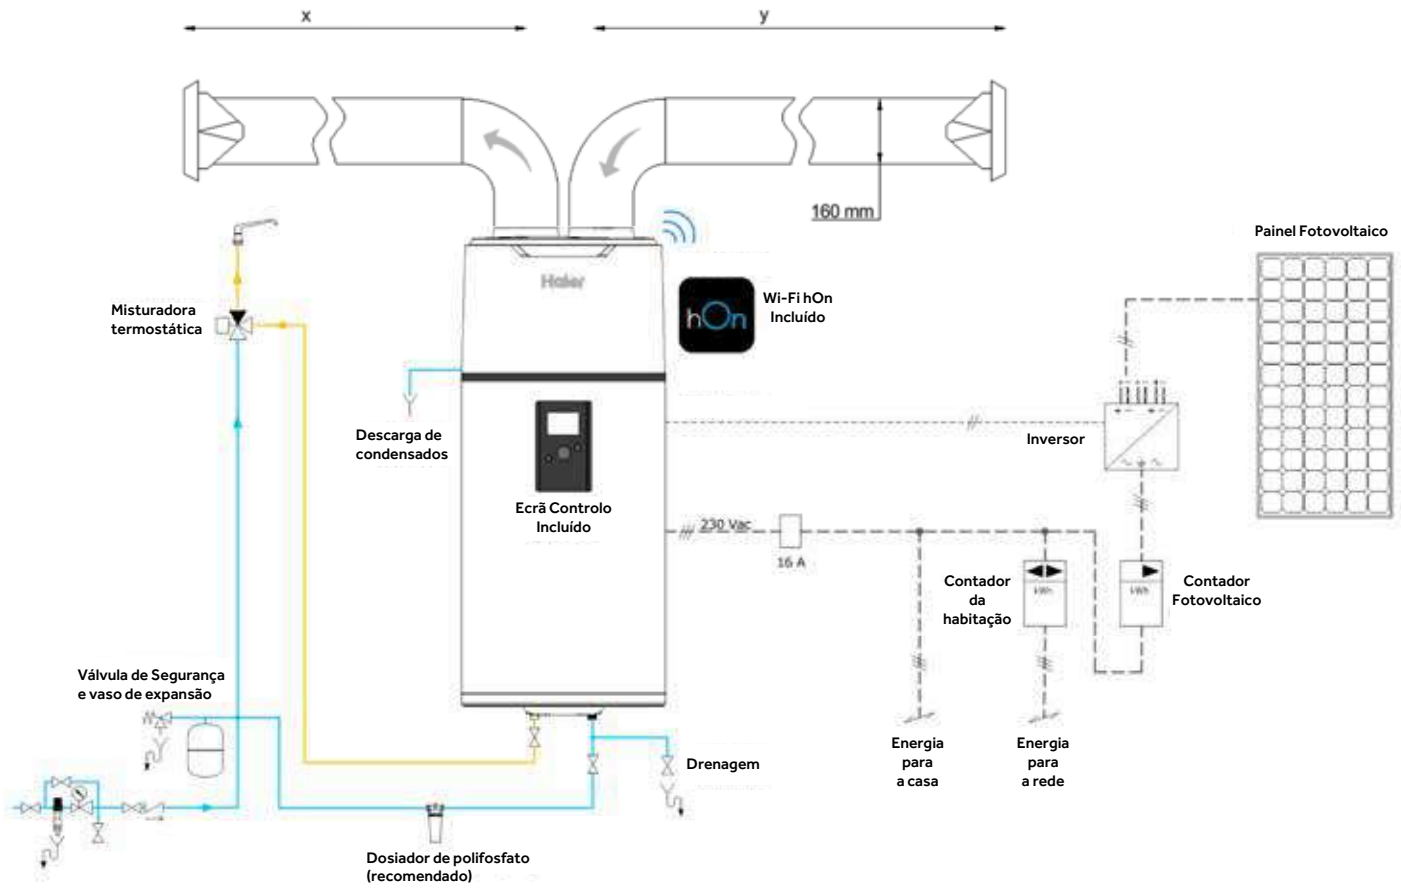 x
y
160 mm
Painel Fotovoltaico
Haier
Misturadora
termostática
hOn
Wi-Fi hOn
Incluído
Descarga de
condensados
Inversor
Ecrã Controlo
Incluído
230 Vac
16 A
Contador
da
habitação
kWh
kWh
Contador
Fotovoltaico
Válvula de Segurança
e vaso de expansão
Drenagem
Energia
para
a casa
Energia
para
a rede
Dosiador de polifosfato
(recomendado)